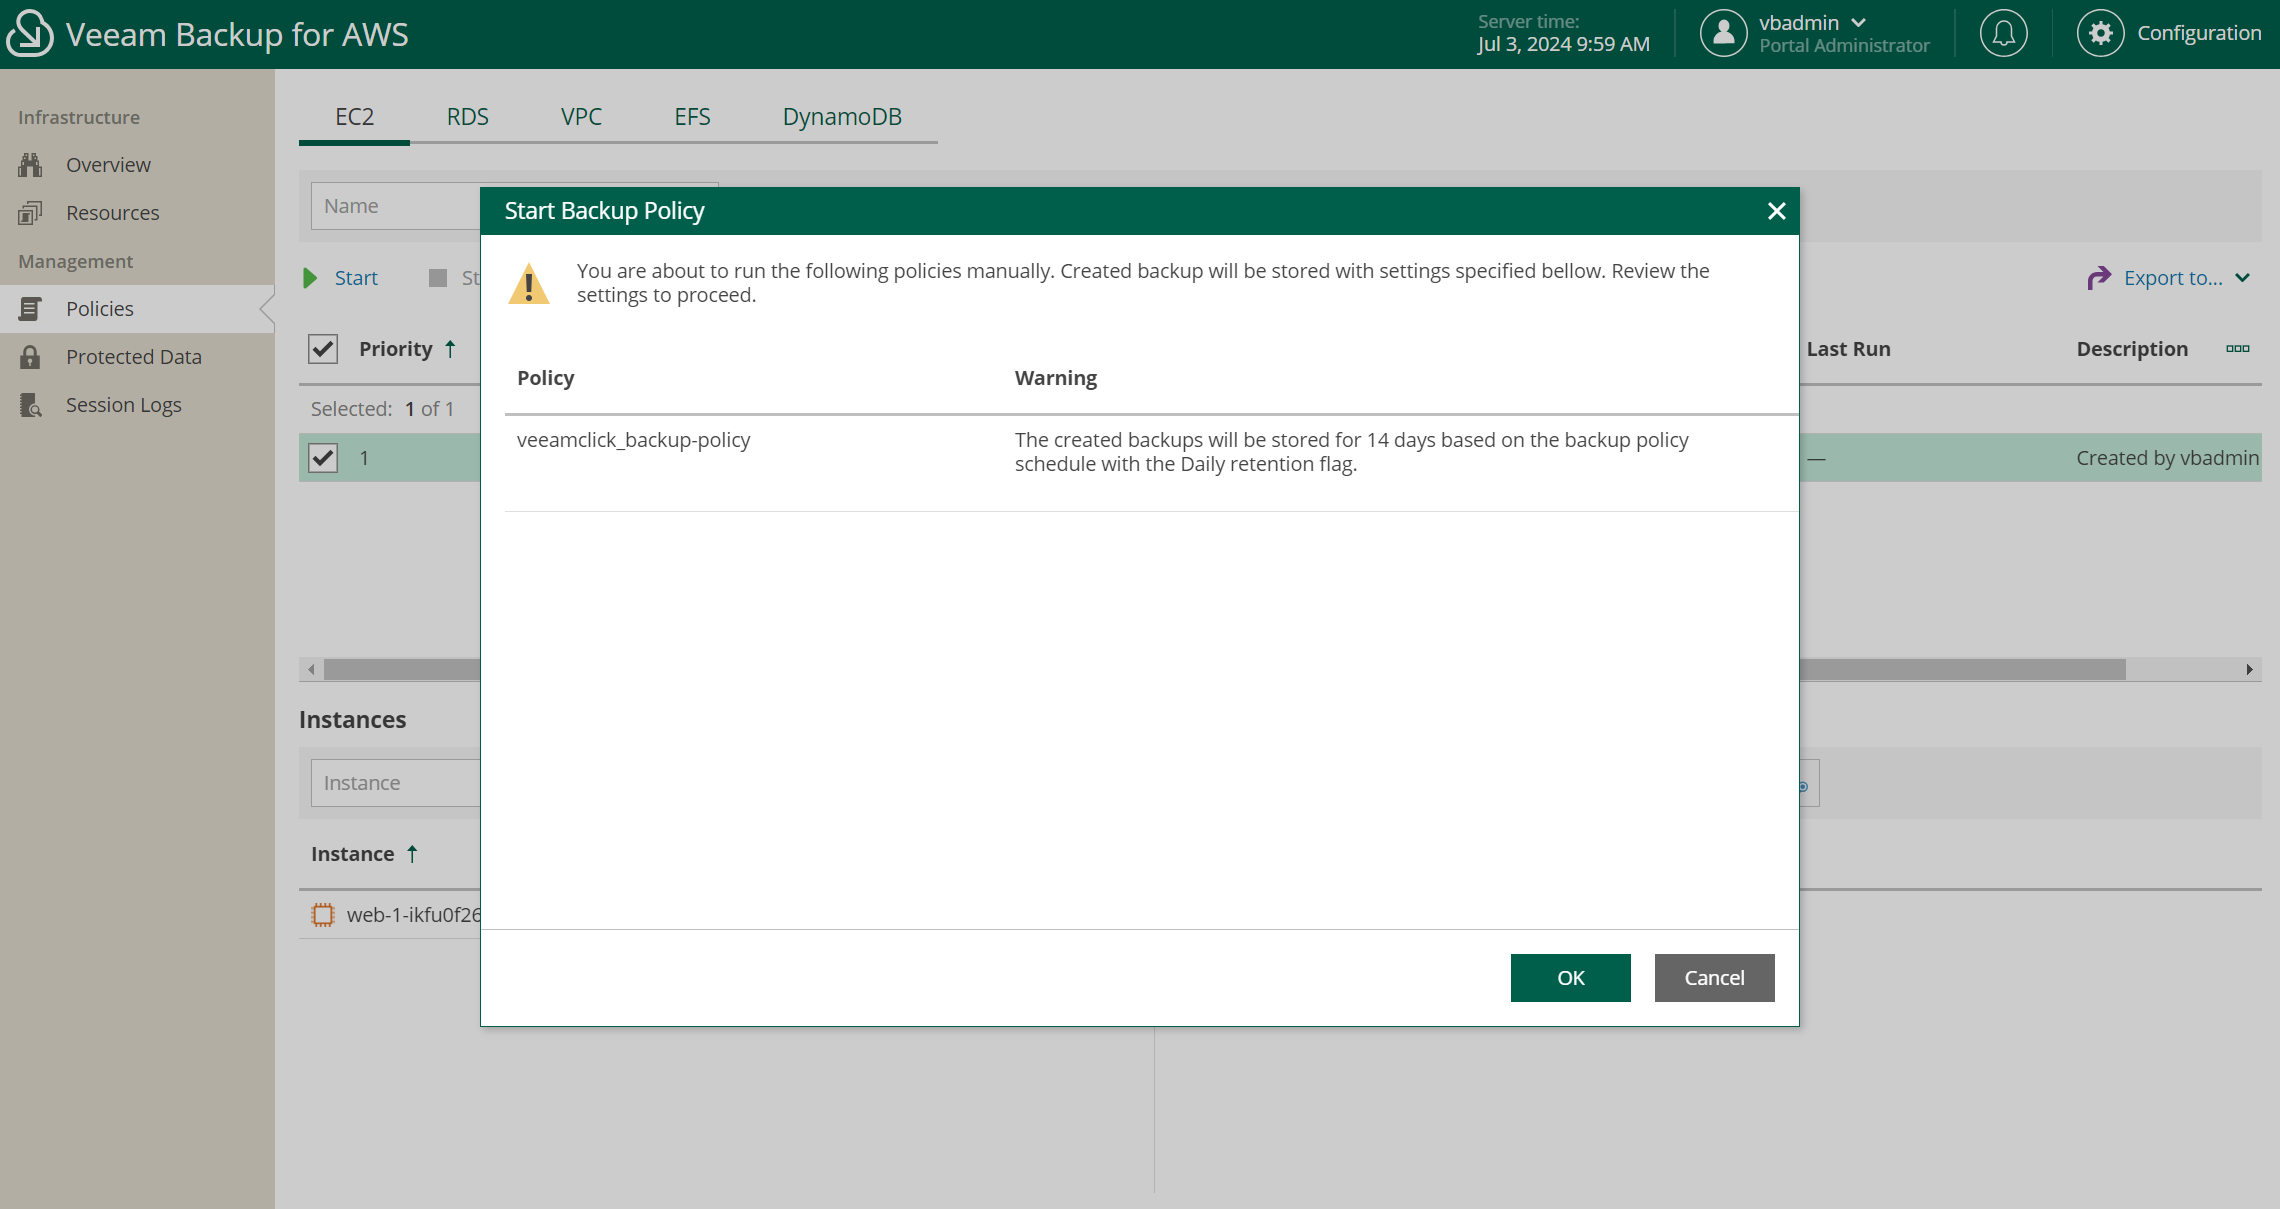 Veeam Backup for AWS
Server time:
Jul 3, 2024 9:59 AM
vbadmin
Portal Administrator
Configuration
Infrastructure
Overview
Resources
Management
Policies
Protected Data
Session Logs
EC2 RDS VPC EFS DynamoDB
Name
Start St
Export to...
Priority
Last Run Description
Selected: 1 of 1
1
— Created by vbadmin
Start Backup Policy
You are about to run the following policies manually. Created backup will be stored with settings specified bellow. Review the
settings to proceed.
Policy Warning
veeamclick_backup-policy
The created backups will be stored for 14 days based on the backup policy
schedule with the Daily retention flag.
OK Cancel
Instances
Instance
Instance
web-1-ikfu0f26